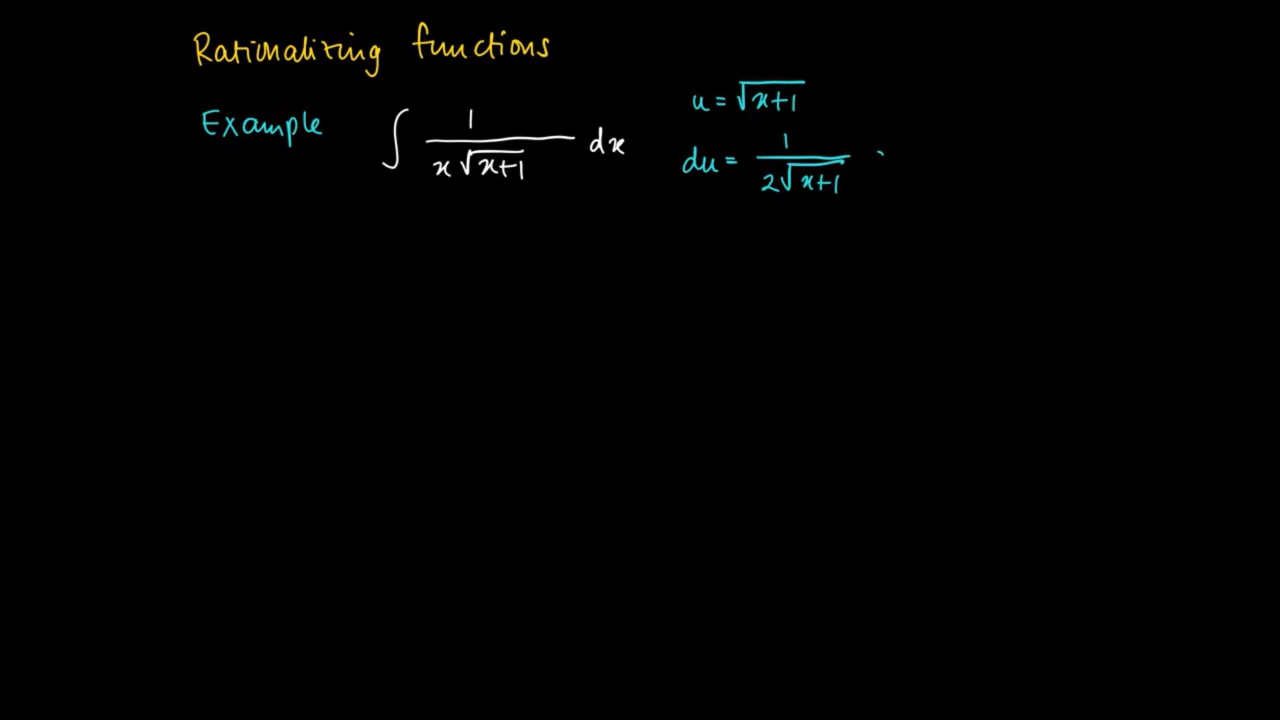 Rationalizing functions
Example ∫ 1/(x√(x+1)) dx
u = √(x+1)
du = 1/(2√(x+1))